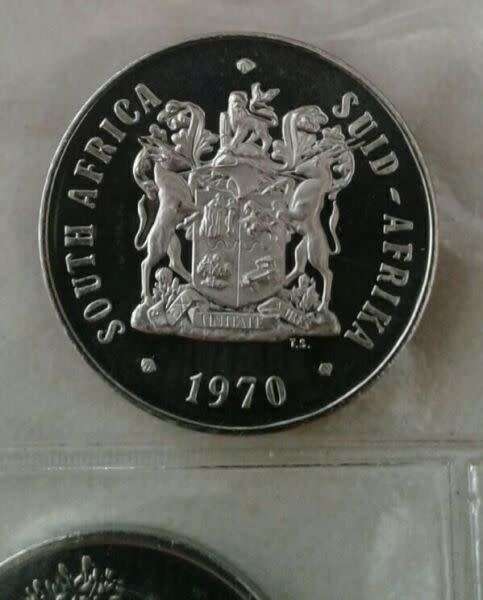 SOUTH AFRICA
SUID-AFRIKA
1970
T.S.